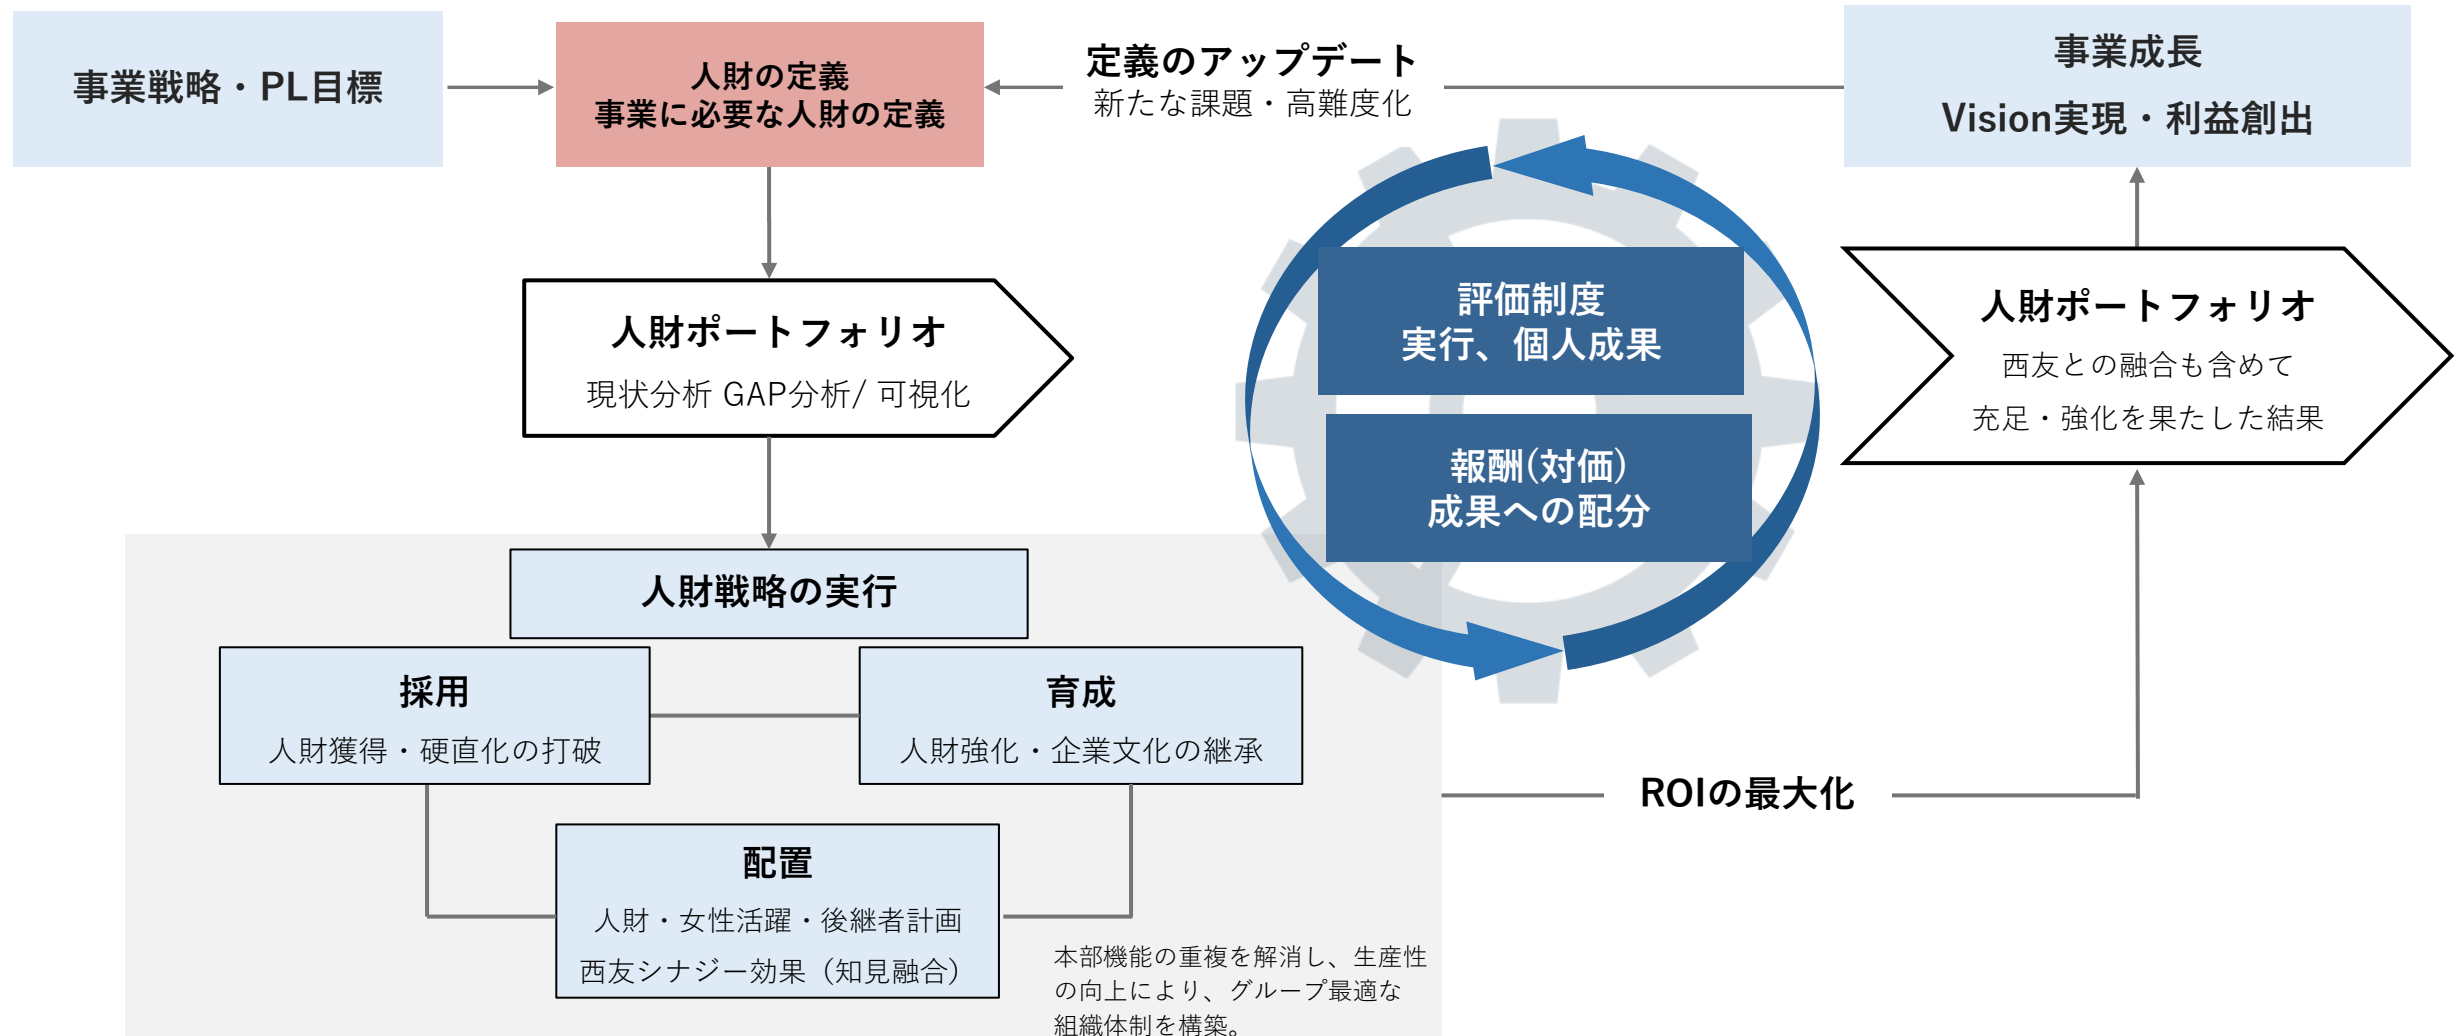 事業戦略・PL目標
人財の定義
事業に必要な人財の定義
定義のアップデート
新たな課題・高難度化
事業成長
Vision実現・利益創出
人財ポートフォリオ
現状分析 GAP分析/ 可視化
評価制度
実行、個人成果
報酬(対価)
成果への配分
人財ポートフォリオ
西友との融合も含めて
充足・強化を果たした結果
人財戦略の実行
採用
人財獲得・硬直化の打破
育成
人財強化・企業文化の継承
配置
人財・女性活躍・後継者計画
西友シナジー効果（知見融合）
本部機能の重複を解消し、生産性
の向上により、グループ最適な
組織体制を構築。
ROIの最大化